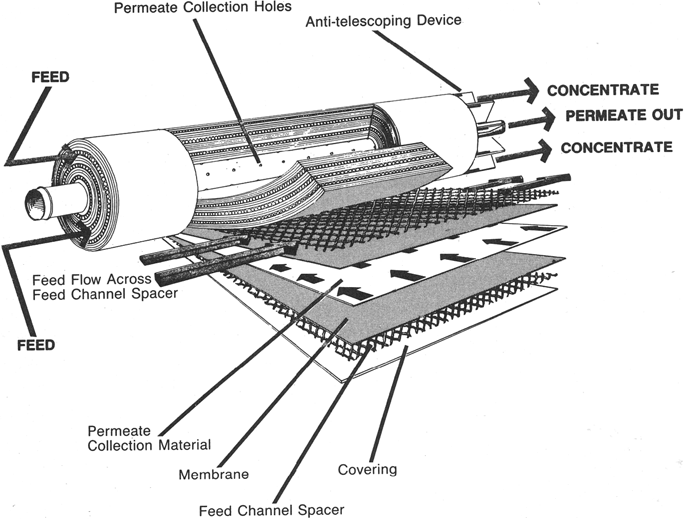 Permeate Collection Holes
Anti-telescoping Device
FEED
CONCENTRATE
PERMEATE OUT
CONCENTRATE
Feed Flow Across
Feed Channel Spacer
FEED
Permeate
Collection Material
Membrane
Covering
Feed Channel Spacer